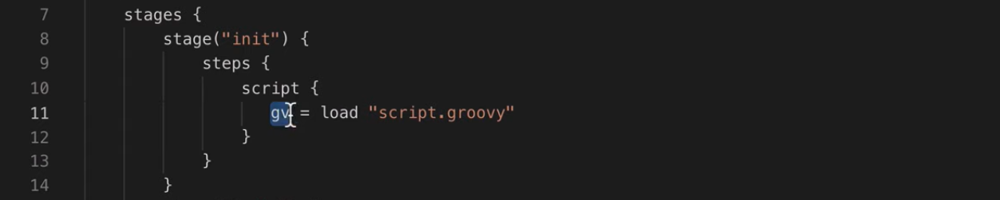 7 stages {
8 stage("init") {
9 steps {
10 script {
11 gv = load "script.groovy"
12 }
13 }
14 }